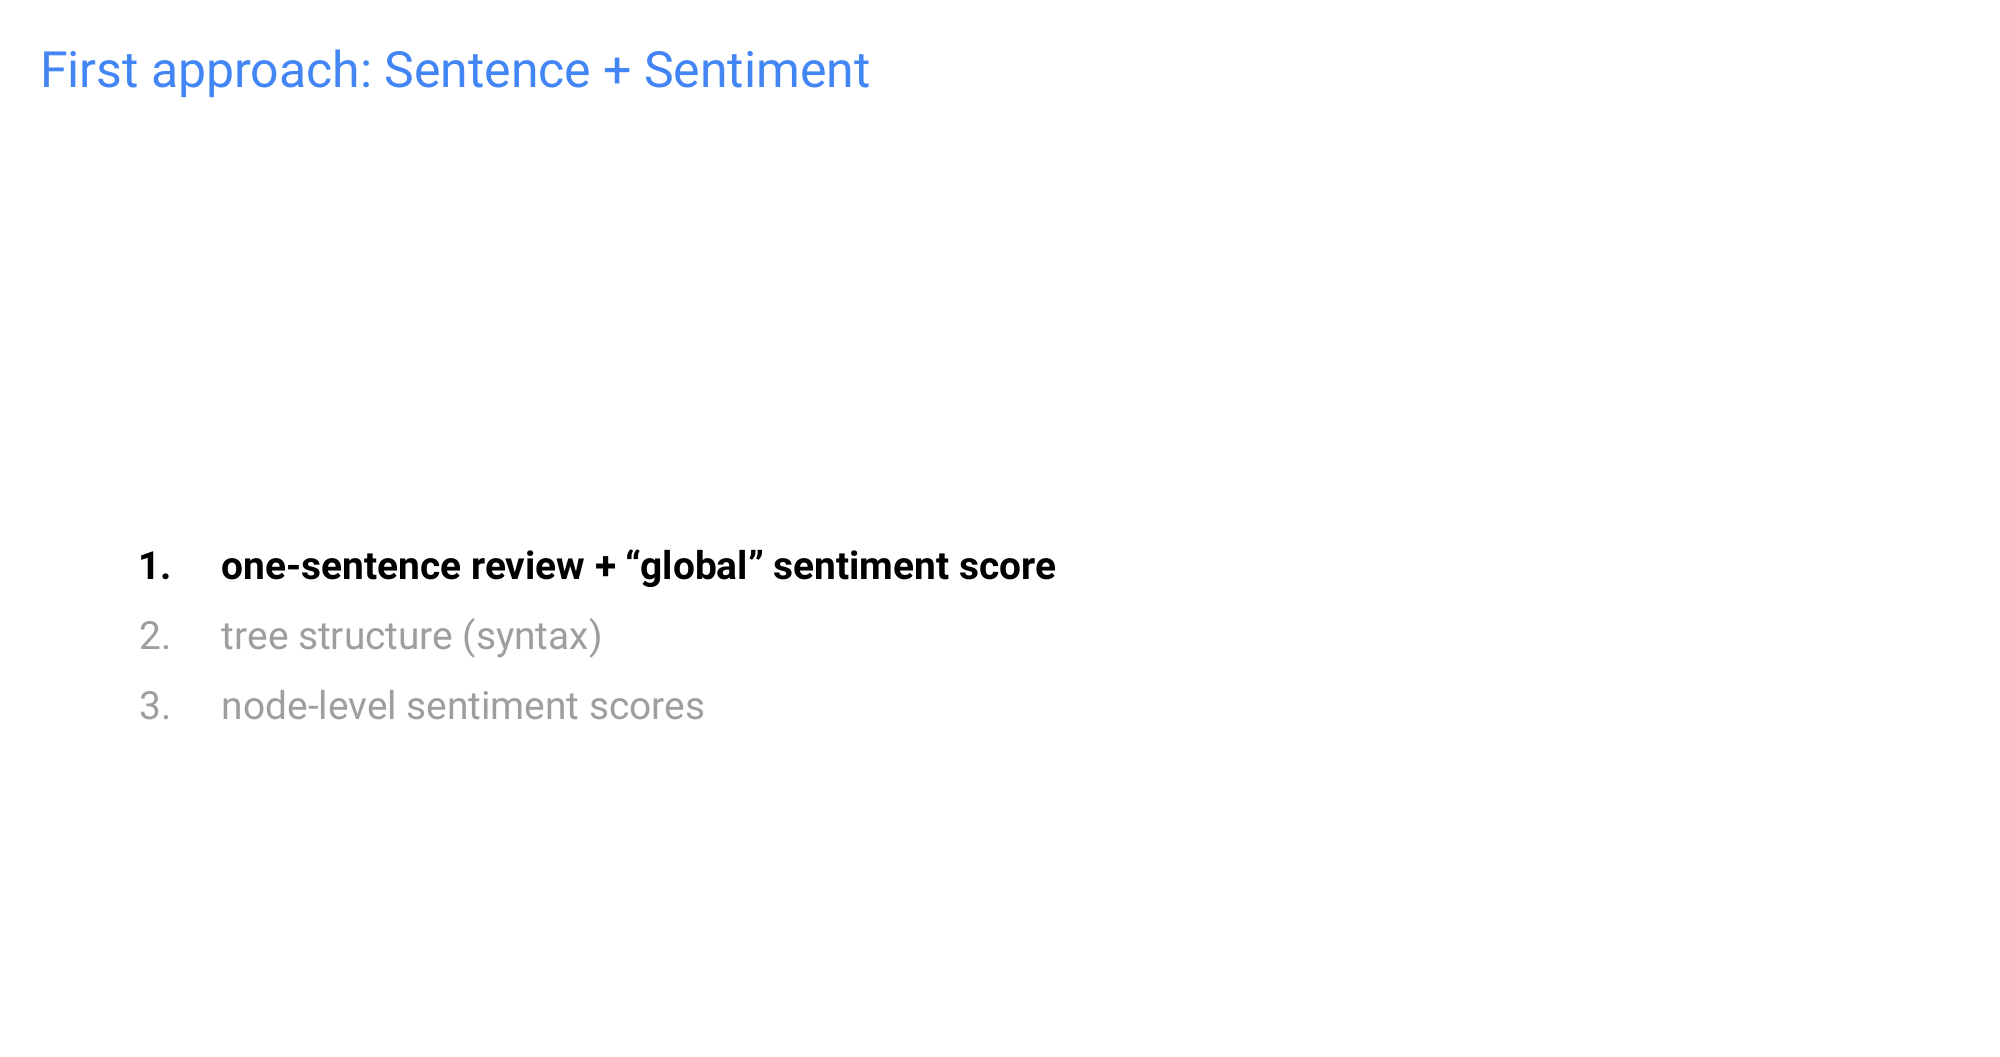 First approach: Sentence + Sentiment
1. one-sentence review + “global” sentiment score
2. tree structure (syntax)
3. node-level sentiment scores